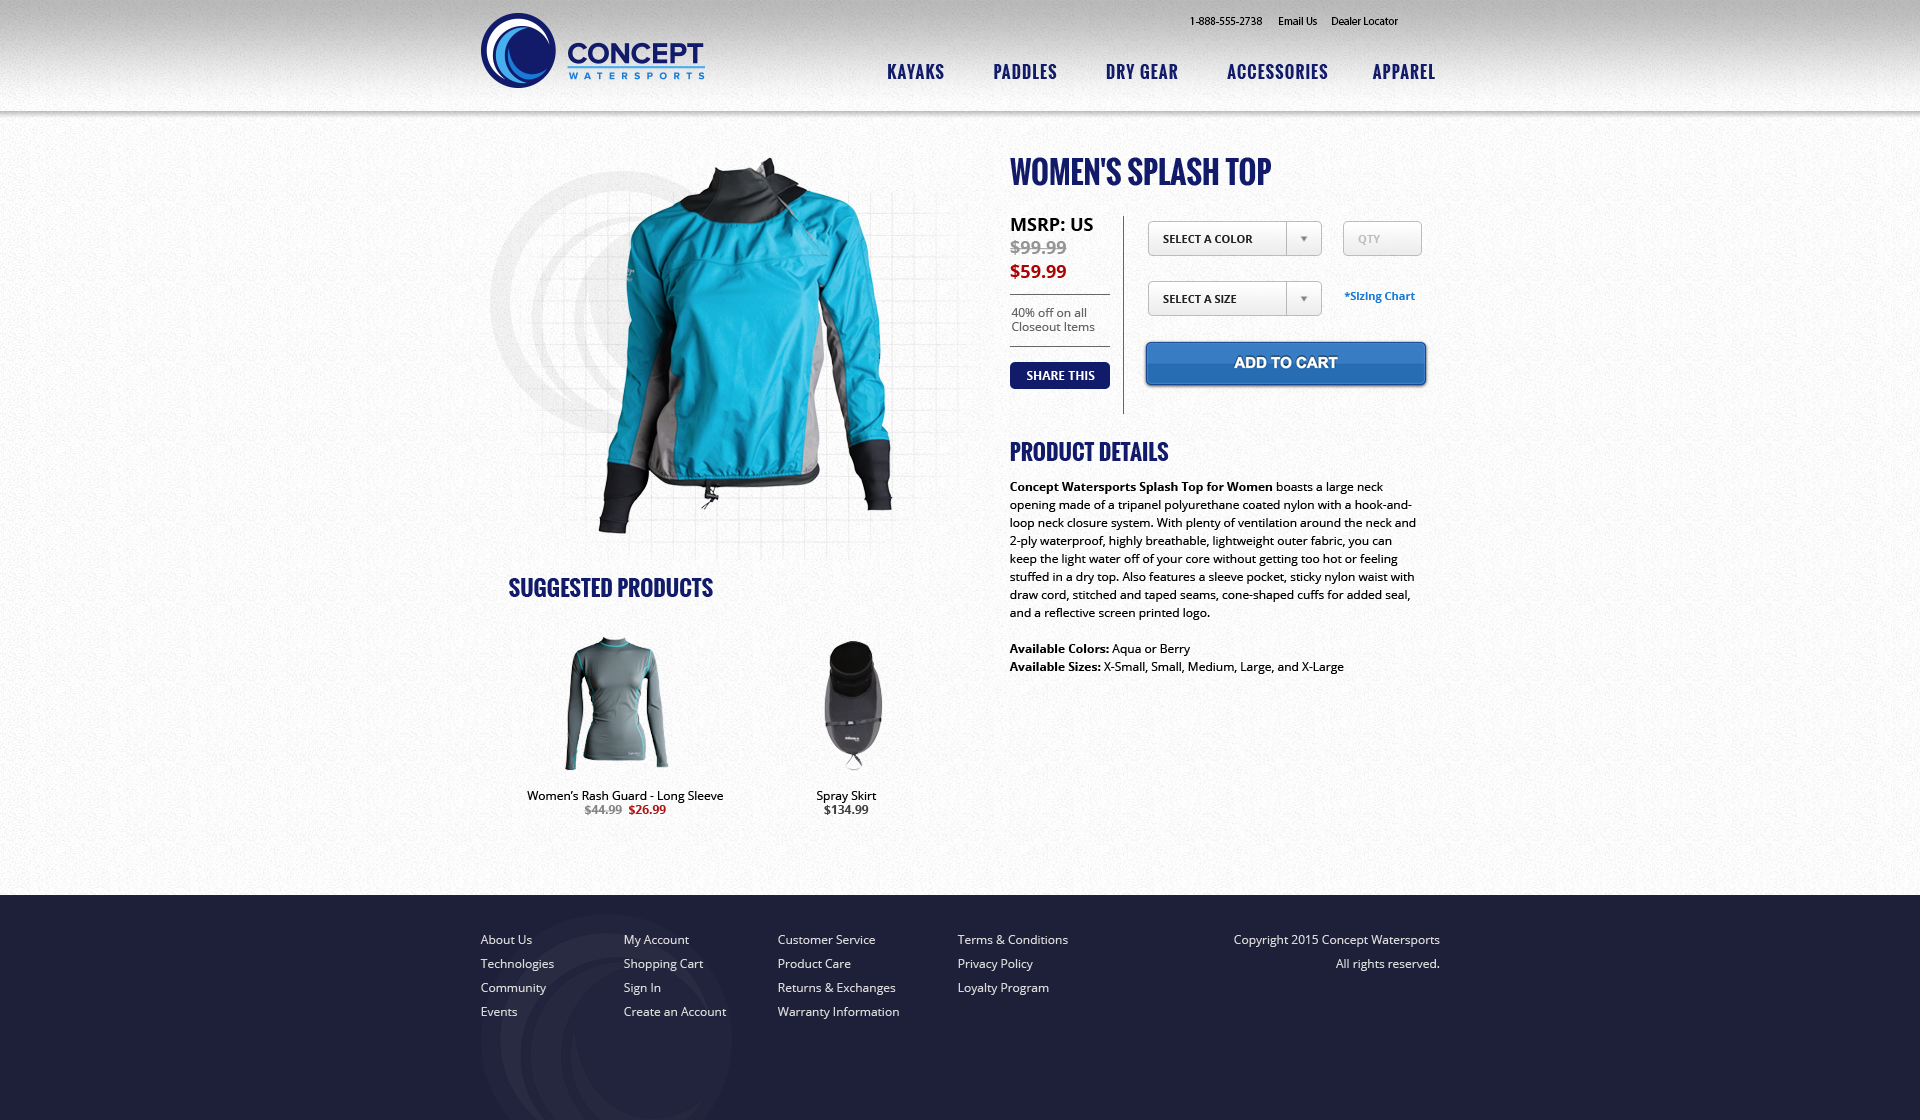 1-888-555-2738 Email Us Dealer Locator
CONCEPT
WATERSPORTS
KAYAKS PADDLES DRY GEAR ACCESSORIES APPAREL
WOMEN'S SPLASH TOP
MSRP: US
$99.99
$59.99
40% off on all
Closeout Items
SHARE THIS
SELECT A COLOR
QTY
SELECT A SIZE
*Sizing Chart
ADD TO CART
PRODUCT DETAILS
Concept Watersports Splash Top for Women boasts a large neck
opening made of a tripanel polyurethane coated nylon with a hook-and-
loop neck closure system. With plenty of ventilation around the neck and
2-ply waterproof, highly breathable, lightweight outer fabric, you can
keep the light water off of your core without getting too hot or feeling
stuffed in a dry top. Also features a sleeve pocket, sticky nylon waist with
draw cord, stitched and taped seams, cone-shaped cuffs for added seal,
and a reflective screen printed logo.
Available Colors: Aqua or Berry
Available Sizes: X-Small, Small, Medium, Large, and X-Large
SUGGESTED PRODUCTS
Women’s Rash Guard - Long Sleeve
$44.99 $26.99
Spray Skirt
$134.99
About Us
Technologies
Community
Events
My Account
Shopping Cart
Sign In
Create an Account
Customer Service
Product Care
Returns & Exchanges
Warranty Information
Terms & Conditions
Privacy Policy
Loyalty Program
Copyright 2015 Concept Watersports
All rights reserved.